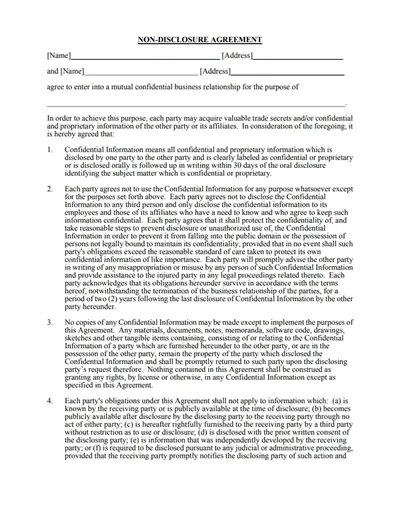 NON-DISCLOSURE AGREEMENT
[Name]______________________________________ [Address]______________________________
and [Name]______________________________ [Address]______________________________
agree to enter into a mutual confidential business relationship for the purpose of
______________________________________________________________________________.
In order to achieve this purpose, each party may acquire valuable trade secrets and/or confidential
and proprietary information of the other party or its affiliates. In consideration of the foregoing, it
is hereby agreed that:
1. Confidential Information means all confidential and proprietary information which is
disclosed by one party to the other party and is clearly labeled as confidential or proprietary
or is disclosed orally is followed up in writing within 30 days of the oral disclosure
identifying the subject matter which is confidential or proprietary.
2. Each party agrees not to use the Confidential Information for any purpose whatsoever except
for the purposes set forth above. Each party agrees not to disclose the Confidential
Information to any third person and only disclose the confidential information to its
employees and those of its affiliates who have a need to know and who agree to keep such
information confidential. Each party agrees that it shall protect the confidentiality of, and
take reasonable steps to prevent disclosure or unauthorized use of, the Confidential
Information in order to prevent it from falling into the public domain or the possession of
persons not legally bound to maintain its confidentiality, provided that in no event shall such
party's obligations exceed the reasonable standard of care taken to protect its own
confidential information of like importance. Each party will promptly advise the other party
in writing of any misappropriation or misuse by any person of such Confidential Information
and provide assistance to the injured party in any legal proceedings related thereto. Each
party acknowledges that its obligations hereunder survive in accordance with the terms
hereof, notwithstanding the termination of the business relationship of the parties, for a
period of two (2) years following the last disclosure of Confidential Information by the other
party hereunder.
3. No copies of any Confidential Information may be made except to implement the purposes of
this Agreement. Any materials, documents, notes, memoranda, software code, drawings,
sketches and other tangible items containing, consisting of or relating to the Confidential
Information of a party which are furnished hereunder to the other party, or are in the
possession of the other party, remain the property of the party which disclosed the
Confidential Information and shall be promptly returned to such party upon the disclosing
party's request therefore. Nothing contained in this Agreement shall be construed as
granting any rights, by license or otherwise, in any Confidential Information except as
specified in this Agreement.
4. Each party's obligations under this Agreement shall not apply to information which: (a) is
known by the receiving party or is publicly available at the time of disclosure; (b) becomes
publicly available after disclosure by the disclosing party to the receiving party through no
act of either party; (c) is hereafter rightfully furnished to the receiving party by a third party
without restriction as to use or disclosure; (d) is disclosed with the prior written consent of
the disclosing party; (e) is information that was independently developed by the receiving
party; or (f) is required to be disclosed pursuant to any judicial or administrative proceeding,
provided that the receiving party promptly notifies the disclosing party of such action and